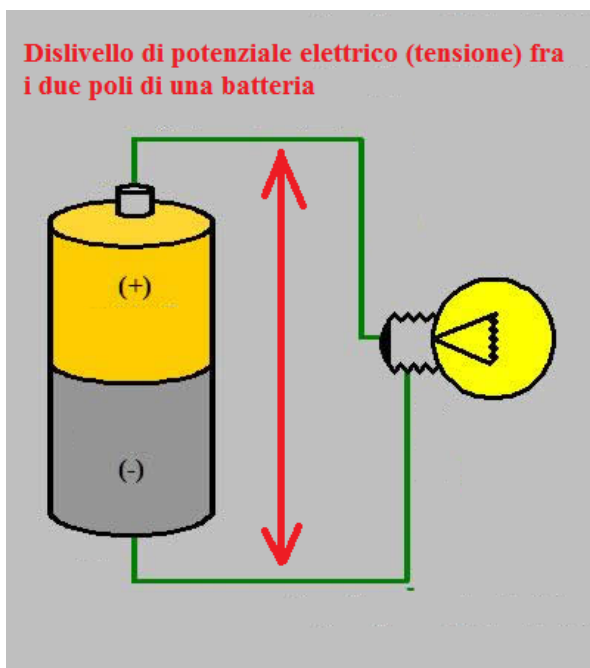 Dislivello di potenziale elettrico (tensione) fra
i due poli di una batteria
(+)
(-)